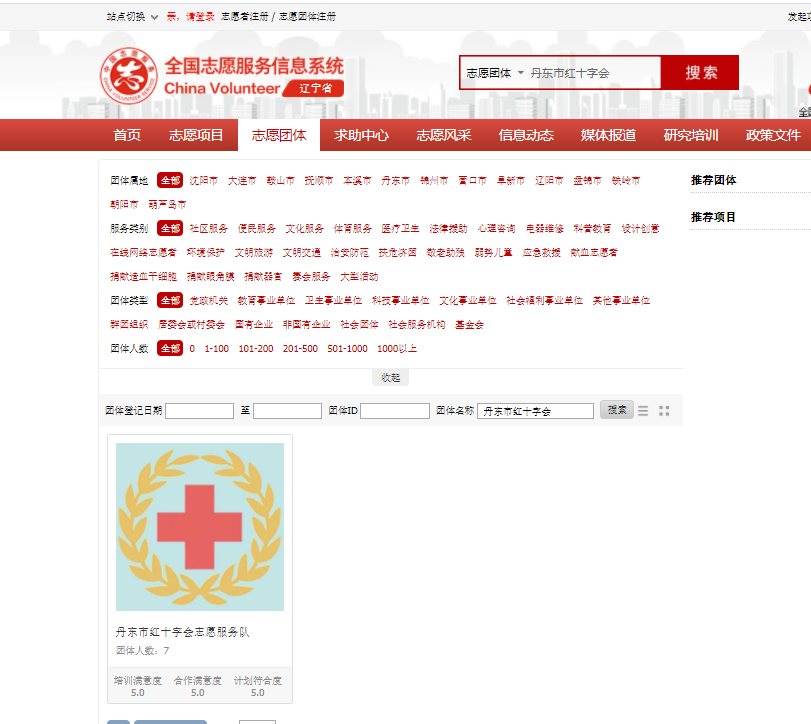 站点切换 亲，请登录 志愿者注册 / 志愿团体注册
发起
中国志愿服务
CHINA VOLUNTEER SERVICE
全国志愿服务信息系统
China Volunteer 辽宁省
志愿团体 丹东市红十字会 搜索
全国
首页 志愿项目 志愿团体 求助中心 志愿风采 信息动态 媒体报道 研究培训 政策文件
团体属地 全部 沈阳市 大连市 鞍山市 抚顺市 本溪市 丹东市 锦州市 营口市 阜新市 辽阳市 盘锦市 铁岭市
朝阳市 葫芦岛市
服务类别 全部 社区服务 便民服务 文化服务 体育服务 医疗卫生 法律援助 心理咨询 电器维修 科普教育 设计创意
在线网络志愿者 环境保护 文明旅游 文明交通 治安防范 扶危济困 敬老助残 弱势儿童 应急救援 献血志愿者
捐献造血干细胞 捐献眼角膜 捐献器官 赛会服务 大型活动
团体类型 全部 党政机关 教育事业单位 卫生事业单位 科技事业单位 文化事业单位 社会福利事业单位 其他事业单位
群团组织 居委会或村委会 国有企业 非国有企业 社会团体 社会服务机构 基金会
团体人数 全部 0 1-100 101-200 201-500 501-1000 1000以上
收起
推荐团体
推荐项目
团体登记日期 至 团体ID 团体名称 丹东市红十字会 搜索
丹东市红十字会志愿服务队
团体人数：7
培训满意度 合作满意度 计划符合度
5.0 5.0 5.0